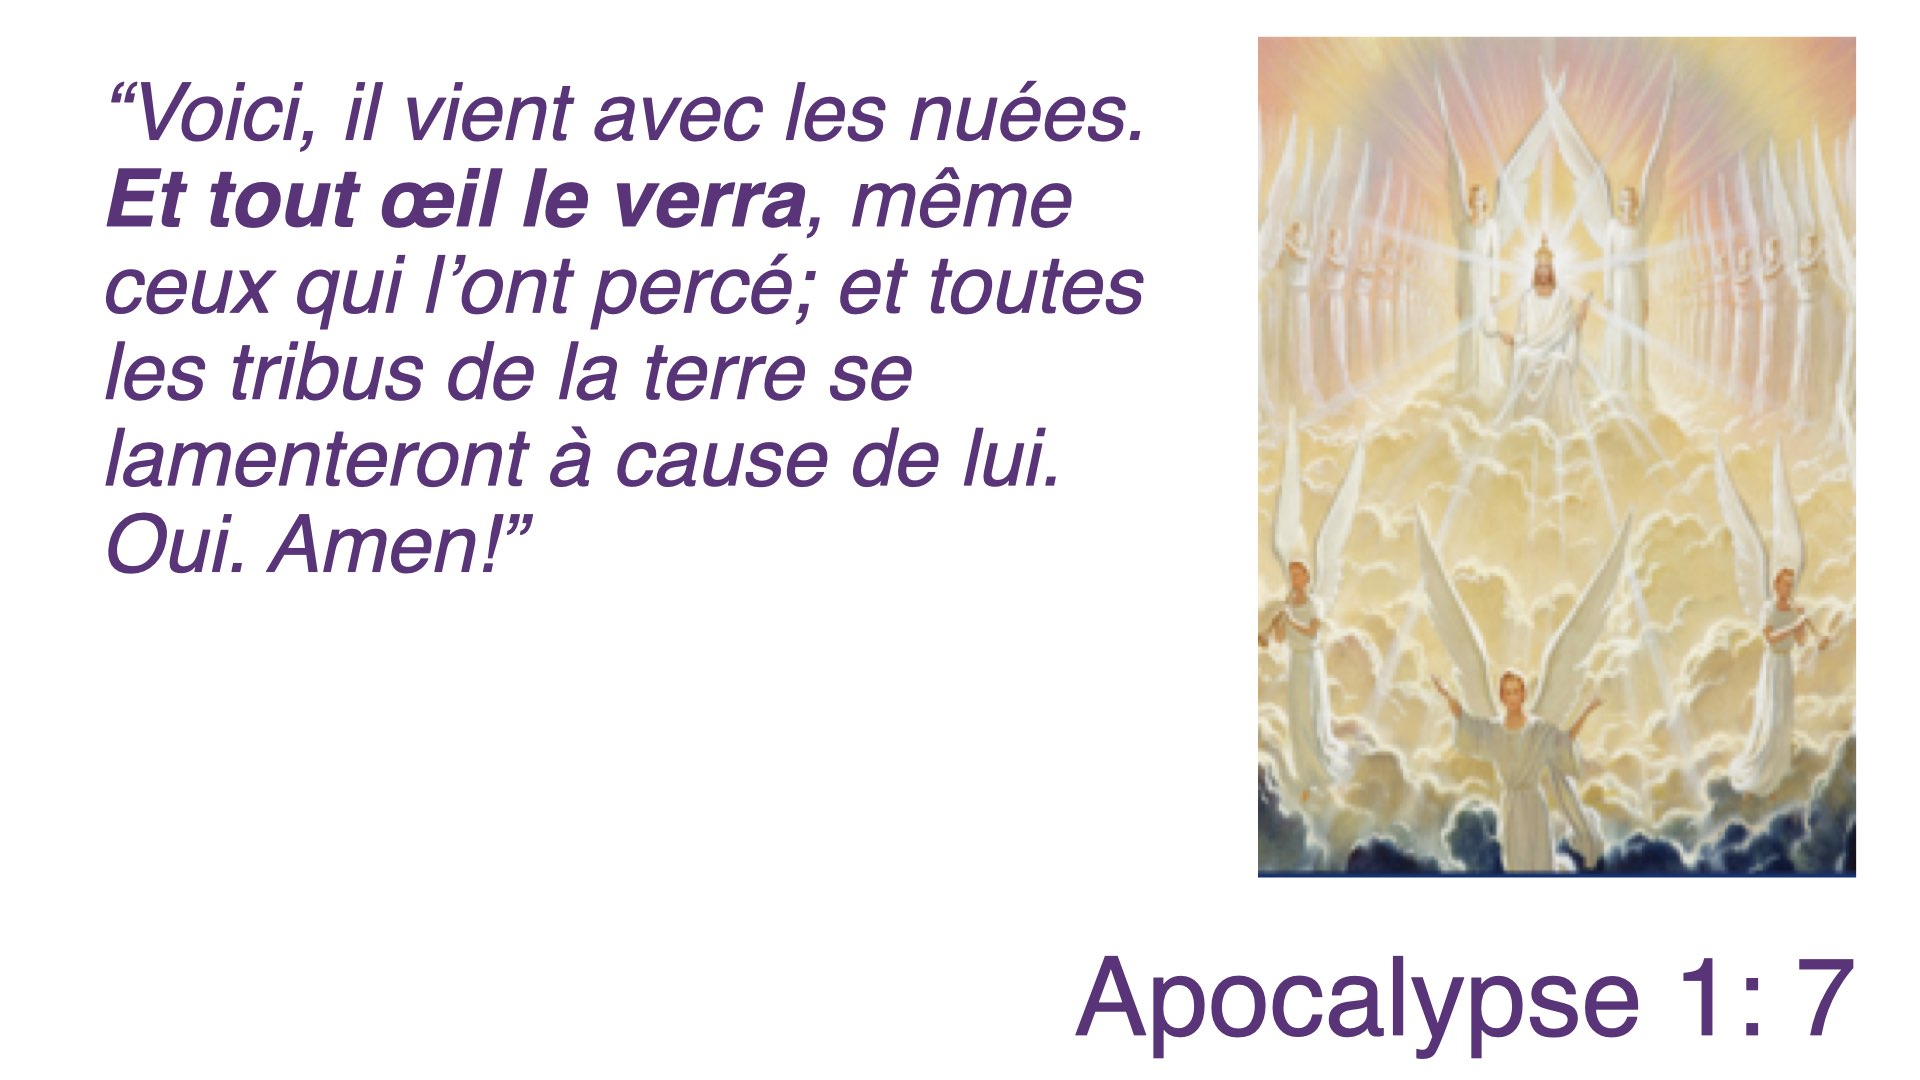 “Voici, il vient avec les nuées.
Et tout œil le verra, même
ceux qui l’ont percé; et toutes
les tribus de la terre se
lamenteront à cause de lui.
Oui. Amen!”
Apocalypse 1: 7